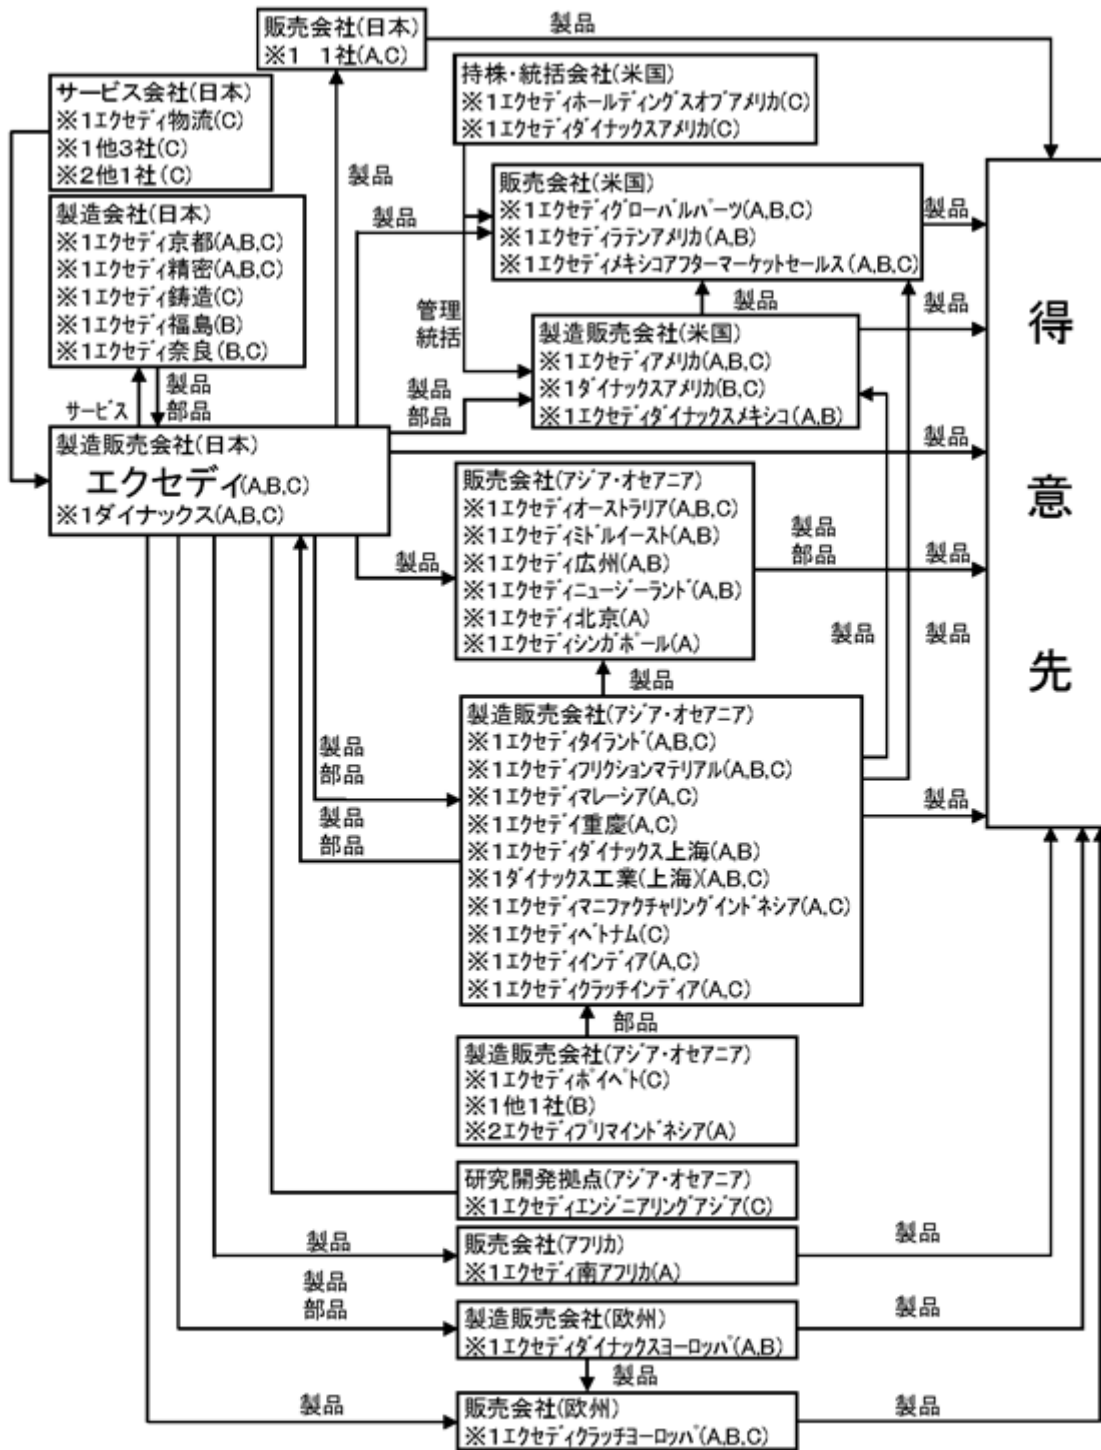 販売会社(日本)
※1 1社(A,C)
製品
サービス会社(日本)
※1エクセディ物流(C)
※1他3社(C)
※2他1社(C)
持株・統括会社(米国)
※1エクセディホールディングスオブアメリカ(C)
※1エクセディダイナックスアメリカ(C)
製品
製造会社(日本)
※1エクセディ京都(A,B,C)
※1エクセディ精密(A,B,C)
※1エクセディ鋳造(C)
※1エクセディ福島(B)
※1エクセディ奈良(B,C)
製品
販売会社(米国)
※1エクセディグローバルパーツ(A,B,C)
※1エクセディラテンアメリカ(A,B)
※1エクセディメキシコアフターマーケットセールス(A,B,C)
製品
製品
管理
統括
製造販売会社(米国)
※1エクセディアメリカ(A,B,C)
※1ダイナックスアメリカ(B,C)
※1エクセディダイナックスメキシコ(A,B)
製品
得意先
サービス
製品
部品
製品
部品
製造販売会社(日本)
エクセディ(A,B,C)
※1ダイナックス(A,B,C)
製品
製品
販売会社(アジア・オセアニア)
※1エクセディオーストラリア(A,B,C)
※1エクセディミドルイースト(A,B)
※1エクセディ広州(A,B)
※1エクセディニュージーランド(A,B)
※1エクセディ北京(A)
※1エクセディシンガポール(A)
製品
部品
製品
製品
製品
製品
製品
部品
製品
部品
製造販売会社(アジア・オセアニア)
※1エクセディタイランド(A,B,C)
※1エクセディフリクションマテリアル(A,B,C)
※1エクセディマレーシア(A,C)
※1エクセデイ重慶(A,C)
※1エクセディダイナックス上海(A,B)
※1ダイナックス工業(上海)(A,B,C)
※1エクセディマニファクチャリングインドネシア(A,C)
※1エクセディベトナム(C)
※1エクセディインディア(A,C)
※1エクセディクラッチインディア(A,C)
製品
部品
製造販売会社(アジア・オセアニア)
※1エクセディポイペト(C)
※1他1社(B)
※2エクセディプリマインドネシア(A)
研究開発拠点(アジア・オセアニア)
※1エクセディエンジニアリングアジア(C)
製品
販売会社(アフリカ)
※1エクセディ南アフリカ(A)
製品
製品
部品
製造販売会社(欧州)
※1エクセディダイナックスヨーロッパ(A,B)
製品
製品
製品
販売会社(欧州)
※1エクセディクラッチヨーロッパ(A,B,C)
製品